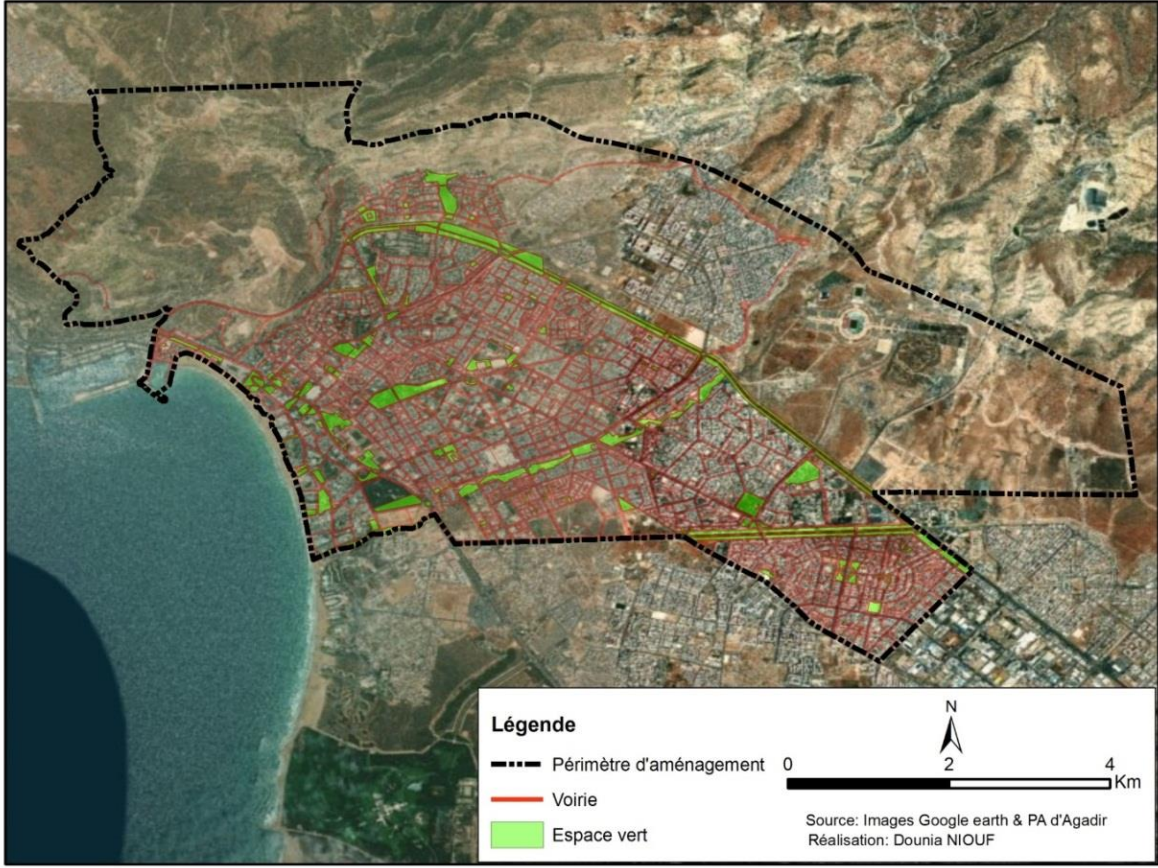 Légende
Périmètre d'aménagement
Voirie
Espace vert
N
0 2 4
Km
Source: Images Google earth & PA d'Agadir
Réalisation: Dounia NIOUF